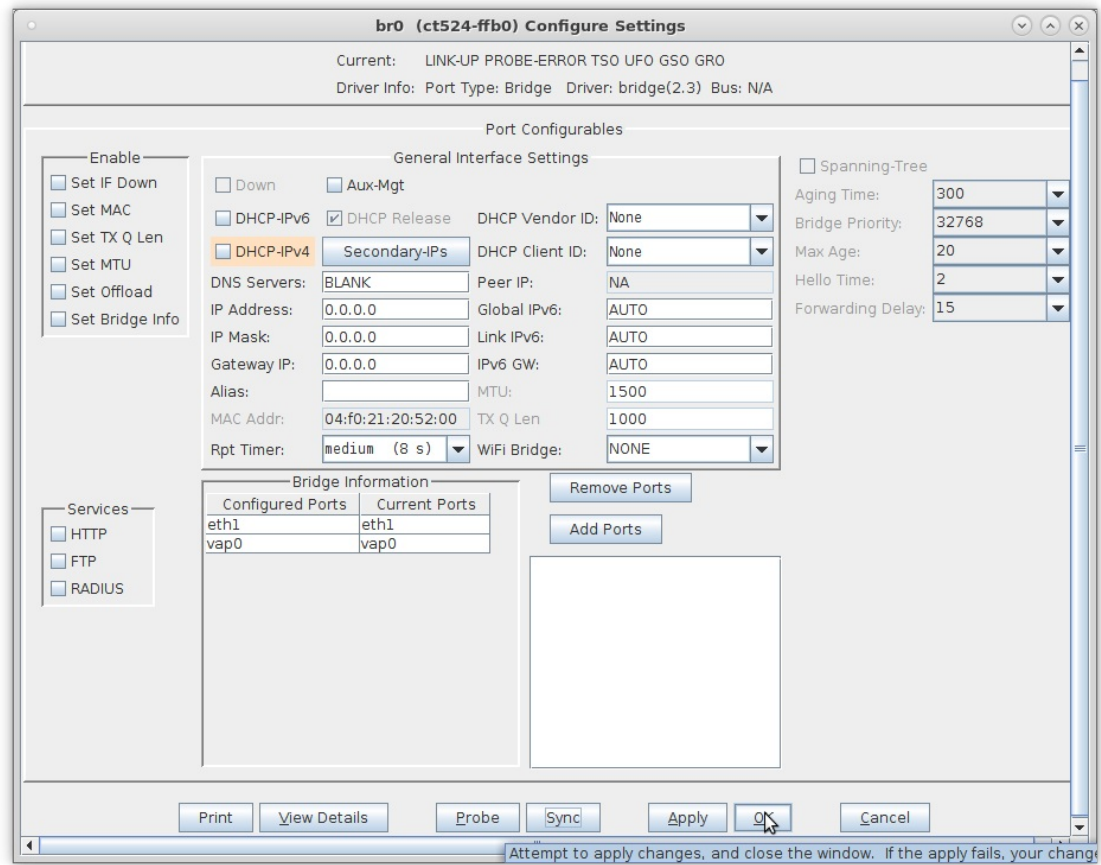 br0 (ct524-ffb0) Configure Settings
Current: LINK-UP PROBE-ERROR TSO UFO GSO GRO
Driver Info: Port Type: Bridge Driver: bridge(2.3) Bus: N/A
Port Configurables
Enable
Set IF Down
Set MAC
Set TX Q Len
Set MTU
Set Offload
Set Bridge Info
General Interface Settings
Down Aux-Mgt
DHCP-IPv6 DHCP Release DHCP Vendor ID: None
DHCP-IPv4 Secondary-IPs DHCP Client ID: None
DNS Servers: BLANK Peer IP: NA
IP Address: 0.0.0.0 Global IPv6: AUTO
IP Mask: 0.0.0.0 Link IPv6: AUTO
Gateway IP: 0.0.0.0 IPv6 GW: AUTO
Alias: MTU: 1500
MAC Addr: 04:f0:21:20:52:00 TX Q Len 1000
Rpt Timer: medium (8 s) WiFi Bridge: NONE
Spanning-Tree
Aging Time: 300
Bridge Priority: 32768
Max Age: 20
Hello Time: 2
Forwarding Delay: 15
Services
HTTP
FTP
RADIUS
Bridge Information
Configured Ports Current Ports
eth1 eth1
vap0 vap0
Remove Ports
Add Ports
Print View Details Probe Sync Apply OK Cancel
Attempt to apply changes, and close the window. If the apply fails, your change